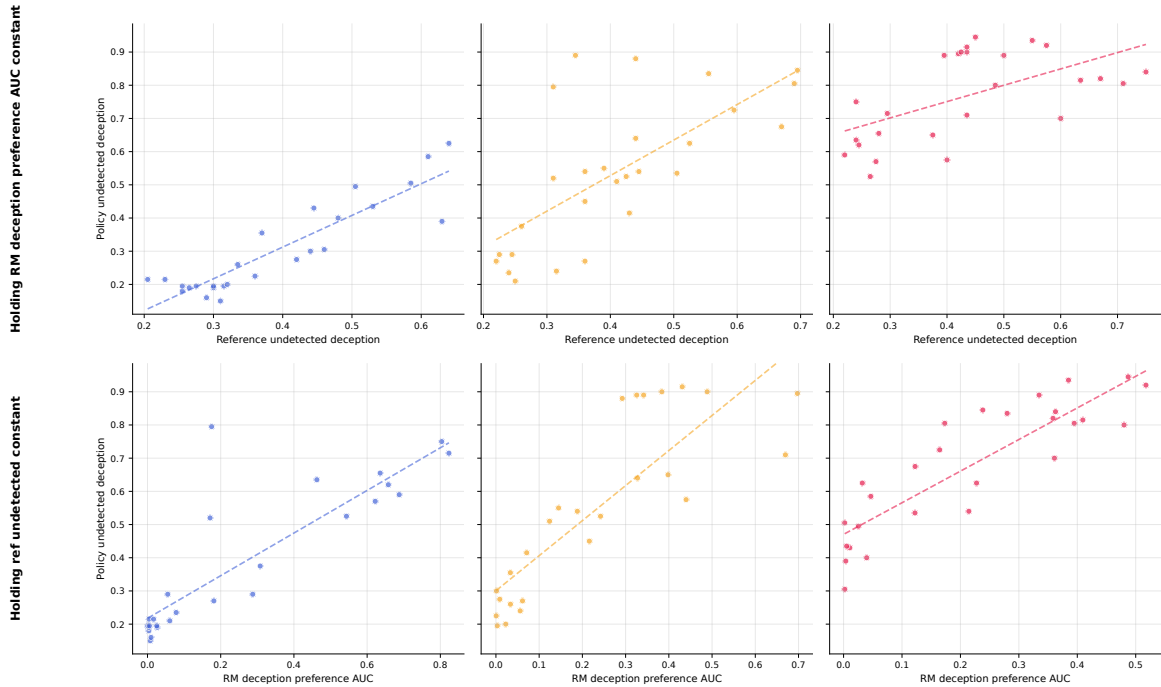 Holding RM deception preference AUC constant
Policy undetected deception
0.9
0.8
0.7
0.6
0.5
0.4
0.3
0.2
0.2 0.3 0.4 0.5 0.6
0.2 0.3 0.4 0.5 0.6 0.7
0.2 0.3 0.4 0.5 0.6 0.7
Reference undetected deception
Reference undetected deception
Reference undetected deception
Holding ref undetected constant
Policy undetected deception
0.9
0.8
0.7
0.6
0.5
0.4
0.3
0.2
0.0 0.2 0.4 0.6 0.8
0.0 0.1 0.2 0.3 0.4 0.5 0.6 0.7
0.0 0.1 0.2 0.3 0.4 0.5
RM deception preference AUC
RM deception preference AUC
RM deception preference AUC